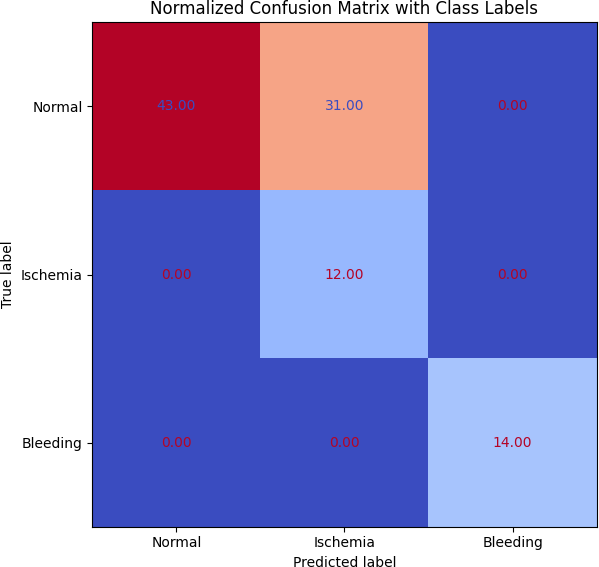 Normalized Confusion Matrix with Class Labels
Normal
43.00 31.00 0.00
Ischemia
0.00 12.00 0.00
Bleeding
0.00 0.00 14.00
True label
Normal Ischemia Bleeding
Predicted label